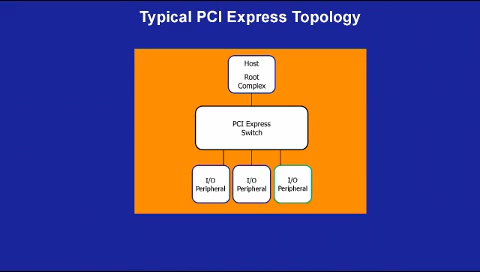 Typical PCI Express Topology
Host
Root
Complex
PCI Express
Switch
I/O
Peripheral
I/O
Peripheral
I/O
Peripheral